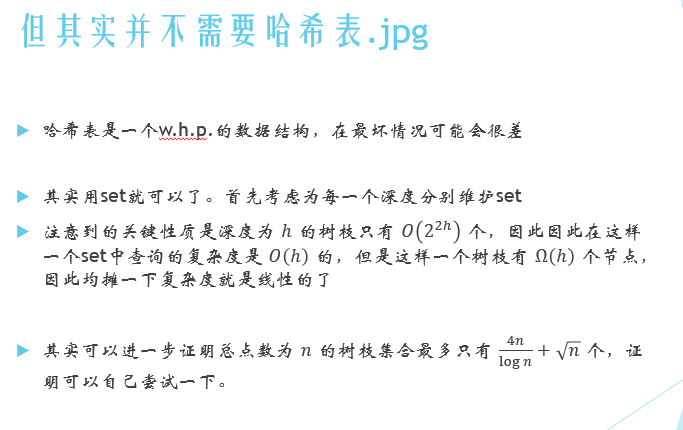 但其实并不需要哈希表.jpg
哈希表是一个w.h.p.的数据结构，在最坏情况可能会很差
其实用set就可以了。首先考虑为每一个深度分别维护set
注意到的关键性质是深度为 h 的树枝只有 O(2^{2h}) 个，因此因此在这样
一个set中查询的复杂度是 O(h) 的，但是这样一个树枝有 Ω(h) 个节点，
因此均摊一下复杂度就是线性的了
其实可以进一步证明总点数为 n 的树枝集合最多只有 \frac{4n}{\log n} + \sqrt{n} 个，证
明可以自己尝试一下。